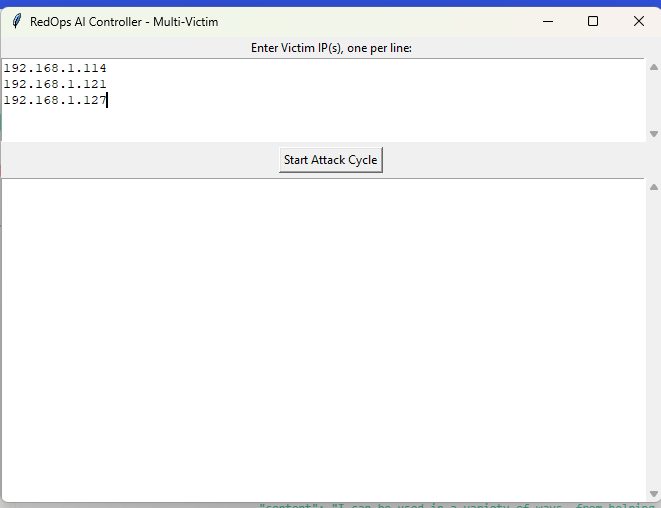 RedOps AI Controller - Multi-Victim
Enter Victim IP(s), one per line:
192.168.1.114
192.168.1.121
192.168.1.127
Start Attack Cycle
"content": "I can be used in a variety of ways, from helping